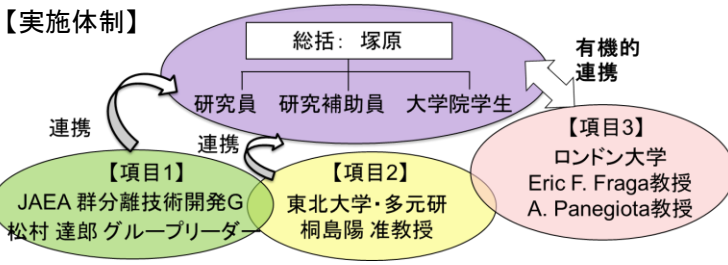 【実施体制】
総括： 塚原
研究員 研究補助員 大学院学生
有機的
連携
連携
連携
【項目1】
JAEA 群分離技術開発G
松村 達郎 グループリーダー
【項目2】
東北大学・多元研
桐島陽 准教授
【項目3】
ロンドン大学
Eric F. Fraga教授
A. Panegiota教授